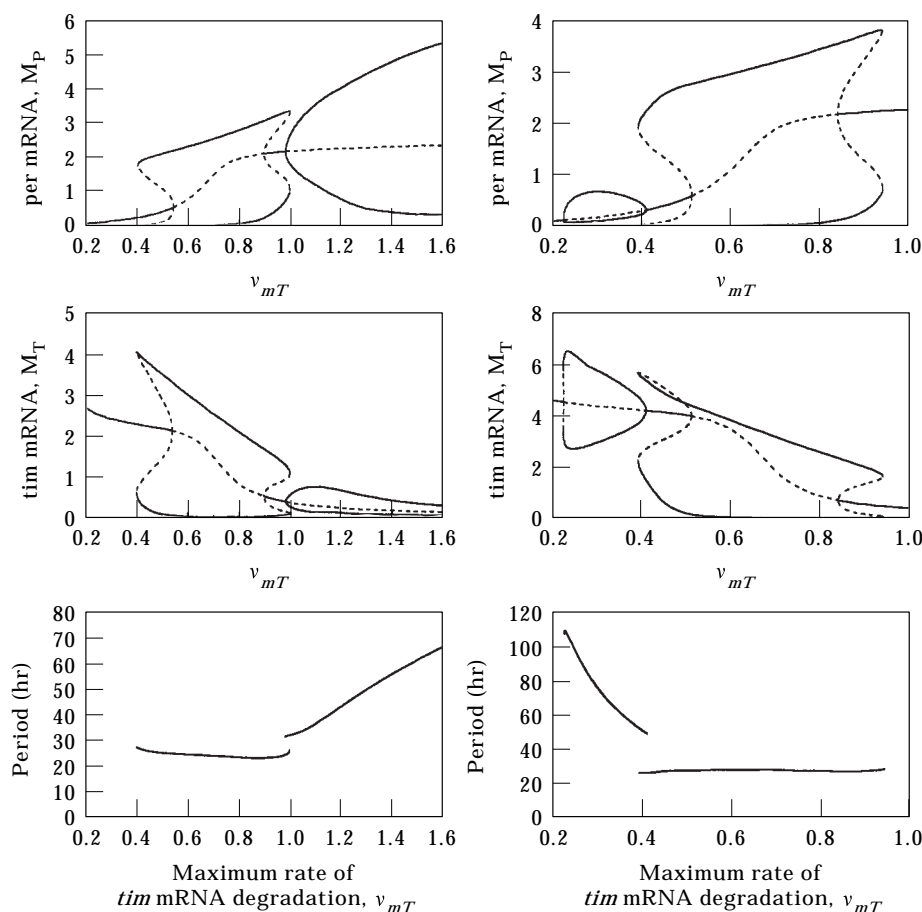 per mRNA, M_P
6
5
4
3
2
1
0
0.2 0.4 0.6 0.8 1.0 1.2 1.4 1.6
v_mT
per mRNA, M_P
4
3
2
1
0
0.2 0.4 0.6 0.8 1.0
v_mT
tim mRNA, M_T
5
4
3
2
1
0
0.2 0.4 0.6 0.8 1.0 1.2 1.4 1.6
v_mT
tim mRNA, M_T
8
6
4
2
0
0.2 0.4 0.6 0.8 1.0
v_mT
Period (hr)
80
70
60
50
40
30
20
10
0
0.2 0.4 0.6 0.8 1.0 1.2 1.4 1.6
Maximum rate of
tim mRNA degradation, v_mT
Period (hr)
120
100
80
60
40
20
0
0.2 0.4 0.6 0.8 1.0
Maximum rate of
tim mRNA degradation, v_mT